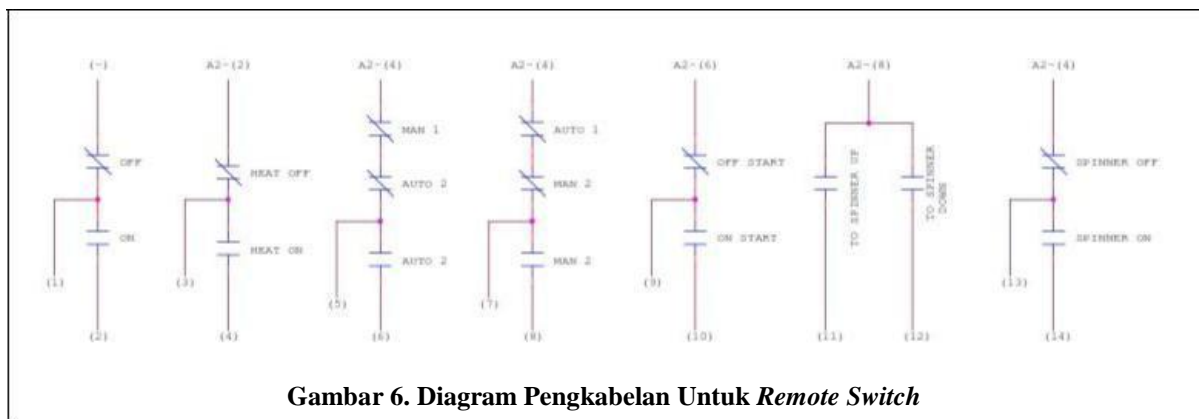 (-) A2-(2) A2-(4) A2-(4) A2-(6) A2-(8) A2-(4)
MAN 1 AUTO 1
OFF HEAT OFF AUTO 2 MAN 2 OFF START TO SPINNER UP TO SPINNER DOWN SPINNER OFF
ON HEAT ON AUTO 2 MAN 2 ON START SPINNER ON
(1) (3) (5) (7) (9) (13)
(2) (4) (6) (8) (10) (11) (12) (14)
Gambar 6. Diagram Pengkabelan Untuk Remote Switch